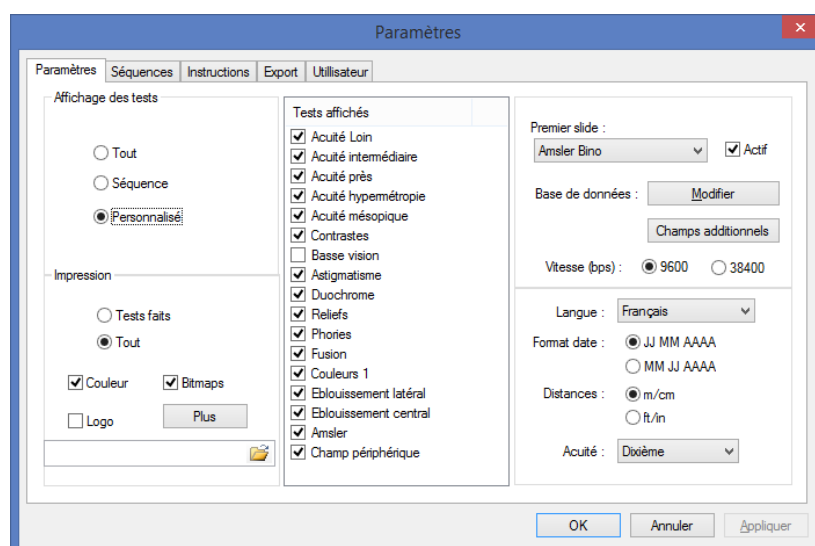 Paramètres
Paramètres Séquences Instructions Export Utilisateur
Affichage des tests
Tout
Séquence
Personnalisé
Impression
Tests faits
Tout
Couleur Bitmaps
Logo Plus
Tests affichés
Acuité Loin
Acuité intermédiaire
Acuité près
Acuité hypermétropie
Acuité mésopique
Contrastes
Basse vision
Astigmatisme
Duochrome
Reliefs
Phories
Fusion
Couleurs 1
Eblouissement latéral
Eblouissement central
Amsler
Champ périphérique
Premier slide :
Amsler Bino Actif
Base de données : Modifier
Champs additionnels
Vitesse (bps) : 9600 38400
Langue : Français
Format date : JJ MM AAAA
MM JJ AAAA
Distances : m/cm
ft/in
Acuité : Dixième
OK Annuler Appliquer